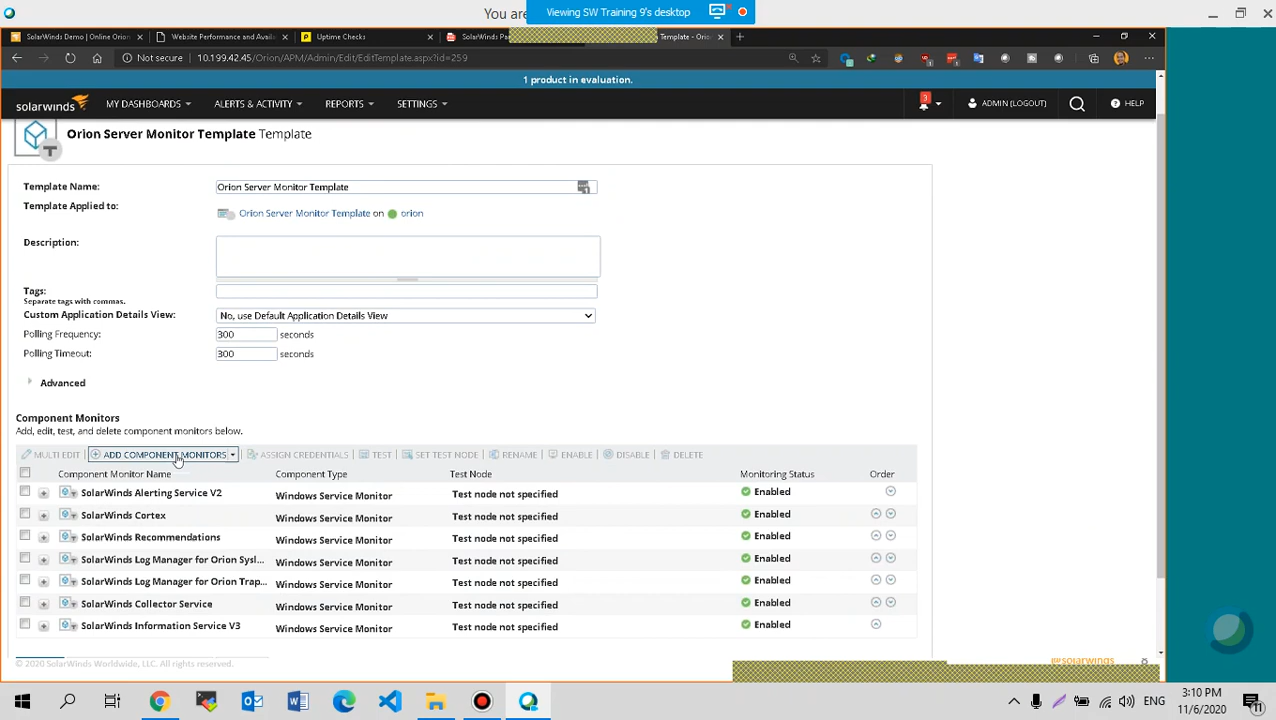 You are
Viewing SW Training 9's desktop
SolarWinds Demo | Online Orion
Website Performance and Avail
Uptime Checks
SolarWinds
Template - Orion
Not secure
10.199.42.45/Orion/APM/Admin/Edit/EditTemplate.aspx?id=259
1 product in evaluation.
solarwinds
MY DASHBOARDS
ALERTS & ACTIVITY
REPORTS
SETTINGS
3
ADMIN (LOGOUT)
HELP
Orion Server Monitor Template Template
Template Name:
Orion Server Monitor Template
Template Applied to:
Orion Server Monitor Template on orion
Description:
Tags:
Separate tags with commas.
Custom Application Details View:
No, use Default Application Details View
Polling Frequency:
300
seconds
Polling Timeout:
300
seconds
Advanced
Component Monitors
Add, edit, test, and delete component monitors below.
MULTI EDIT
ADD COMPONENT MONITORS
ASSIGN CREDENTIALS
TEST
SET TEST NODE
RENAME
ENABLE
DISABLE
DELETE
Component Monitor Name
Component Type
Test Node
Monitoring Status
Order
SolarWinds Alerting Service V2
Windows Service Monitor
Test node not specified
Enabled
SolarWinds Cortex
Windows Service Monitor
Test node not specified
Enabled
SolarWinds Recommendations
Windows Service Monitor
Test node not specified
Enabled
SolarWinds Log Manager for Orion Sysl...
Windows Service Monitor
Test node not specified
Enabled
SolarWinds Log Manager for Orion Trap...
Windows Service Monitor
Test node not specified
Enabled
SolarWinds Collector Service
Windows Service Monitor
Test node not specified
Enabled
SolarWinds Information Service V3
Windows Service Monitor
Test node not specified
Enabled
© 2020 SolarWinds Worldwide, LLC. All rights reserved.
@solarwinds
ENG
3:10 PM
11/6/2020